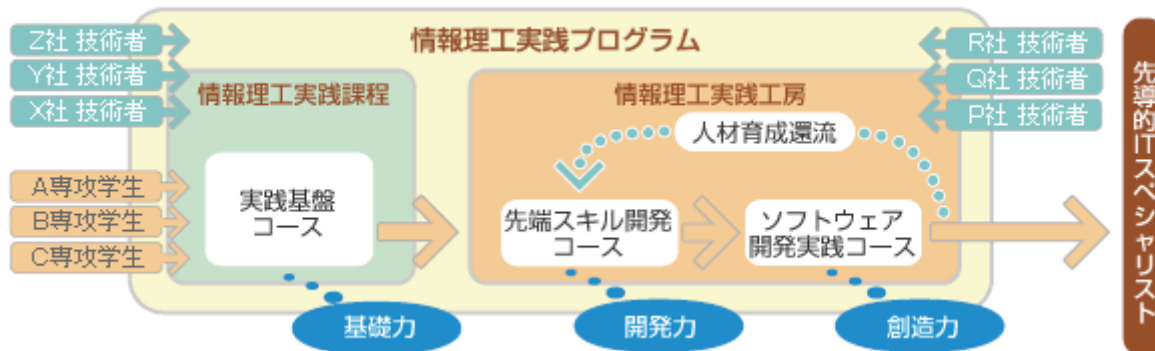 情報理工実践プログラム
Z社 技術者
Y社 技術者
X社 技術者
A専攻学生
B専攻学生
C専攻学生
情報理工実践課程
実践基盤
コース
基礎力
情報理工実践工房
人材育成還流
先端スキル開発
コース
開発力
ソフトウェア
開発実践コース
創造力
R社 技術者
Q社 技術者
P社 技術者
先導的ITスペシャリスト